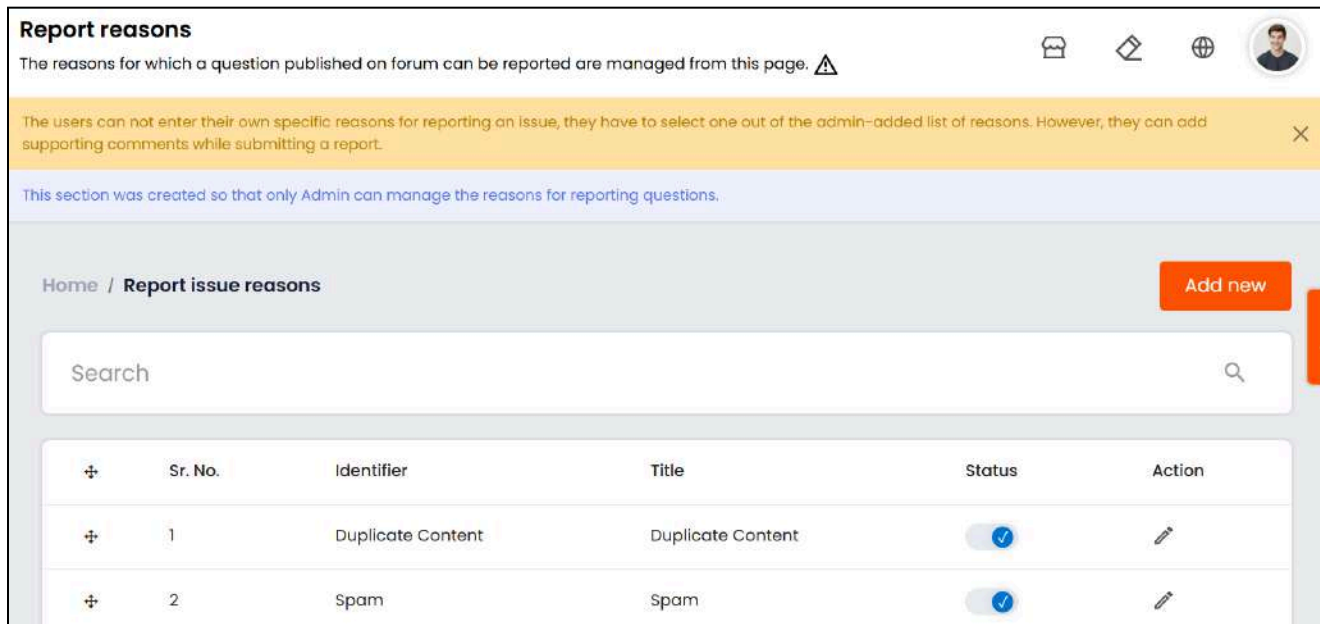 Report reasons
The reasons for which a question published on forum can be reported are managed from this page.
The users can not enter their own specific reasons for reporting an issue, they have to select one out of the admin-added list of reasons. However, they can add
supporting comments while submitting a report.
This section was created so that only Admin can manage the reasons for reporting questions.
Home / Report issue reasons
Add new
Search
Sr. No. Identifier Title Status Action
1 Duplicate Content Duplicate Content
2 Spam Spam